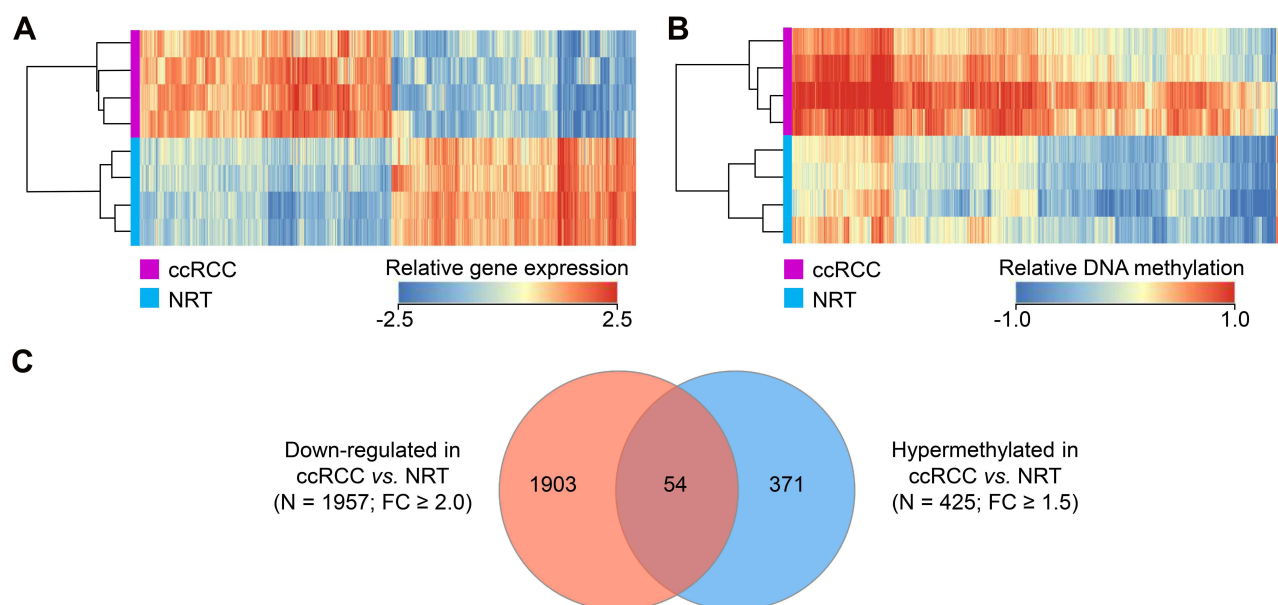 A
B
ccRCC
NRT
Relative gene expression
-2.5
2.5
ccRCC
NRT
Relative DNA methylation
-1.0
1.0
C
Down-regulated in
ccRCC vs. NRT
(N = 1957; FC ≥ 2.0)
1903
54
371
Hypermethylated in
ccRCC vs. NRT
(N = 425; FC ≥ 1.5)